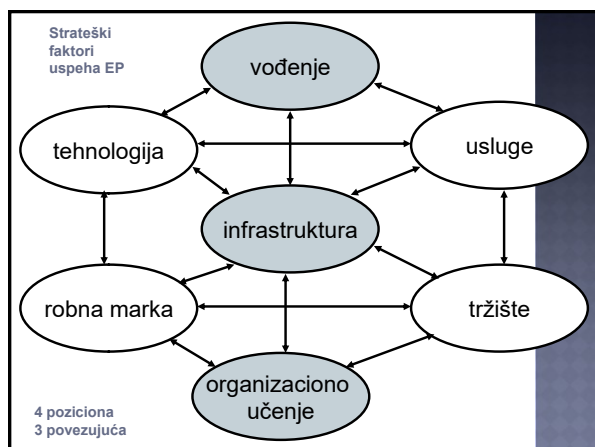 Strateški
faktori
uspeha EP
vođenje
tehnologija
usluge
infrastruktura
robna marka
tržište
organizaciono
učenje
4 poziciona
3 povezujuća